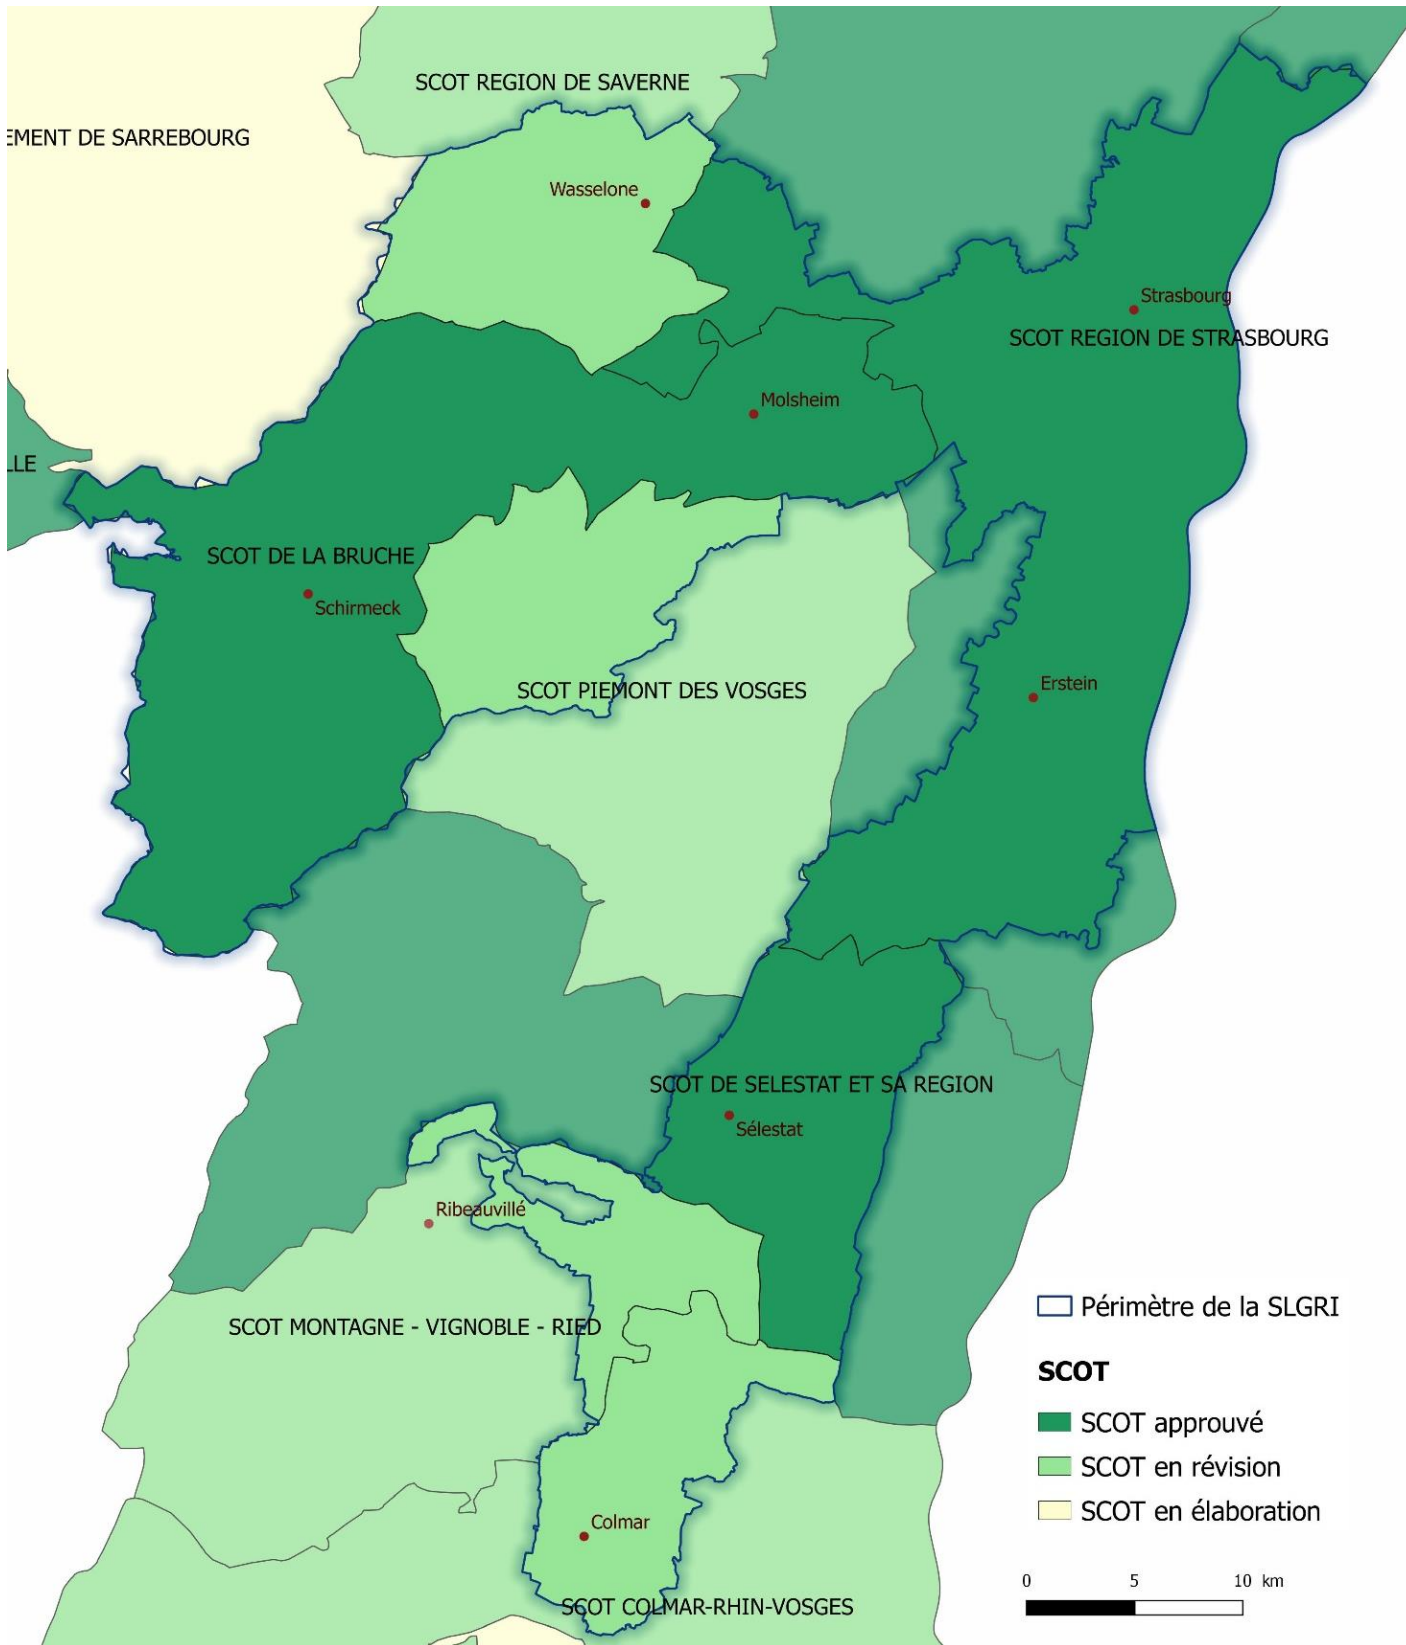 SCOT REGION DE SAVERNE
EMENT DE SARREBOURG
Wasselone
Strasbourg
SCOT REGION DE STRASBOURG
Molsheim
LLE
SCOT DE LA BRUCHE
Schirmeck
SCOT PIEMONT DES VOSGES
Erstein
SCOT DE SELESTAT ET SA REGION
Sélestat
Ribeauvillé
SCOT MONTAGNE - VIGNOBLE - RIED
Colmar
SCOT COLMAR-RHIN-VOSGES
Périmètre de la SLGRI
SCOT
SCOT approuvé
SCOT en révision
SCOT en élaboration
0 5 10 km